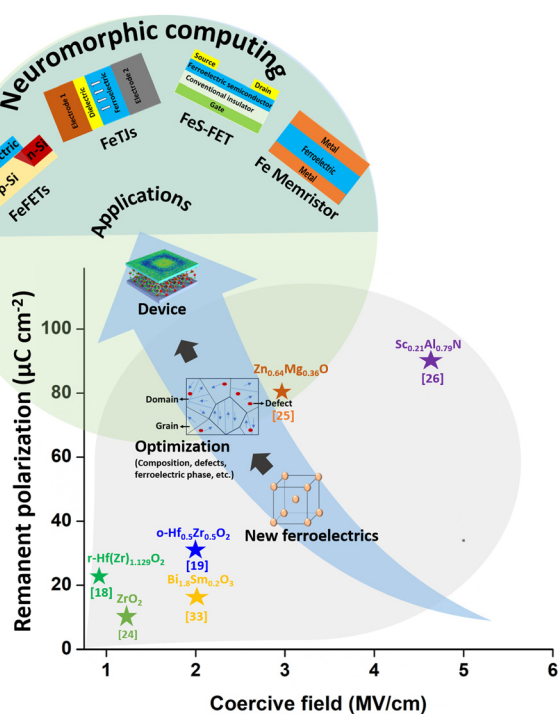 Neuromorphic computing
Source
Drain
Ferroelectric semiconductor
Conventional insulator
Gate
FeS-FET
Electrode 1
Dielectric
Ferroelectric
Electrode 2
FeTJs
Metal
Ferroelectric
Metal
Fe Memristor
n-Si
p-Si
FeFETs
Applications
Device
Remanent polarization (μC cm⁻²)
100
80
60
40
20
0
Sc₀.₂₁Al₀.₇₉N
[26]
Zn₀.₆₄Mg₀.₃₆O
[25]
Domain
Defect
Grain
Optimization
(Composition, defects,
ferroelectric phase, etc.)
New ferroelectrics
o-Hf₀.₅Zr₀.₅O₂
[19]
r-Hf(Zr)₁.₁₂₉O₂
[18]
Bi₁.₈Sm₀.₂O₃
[33]
ZrO₂
[24]
1 2 3 4 5 6
Coercive field (MV/cm)